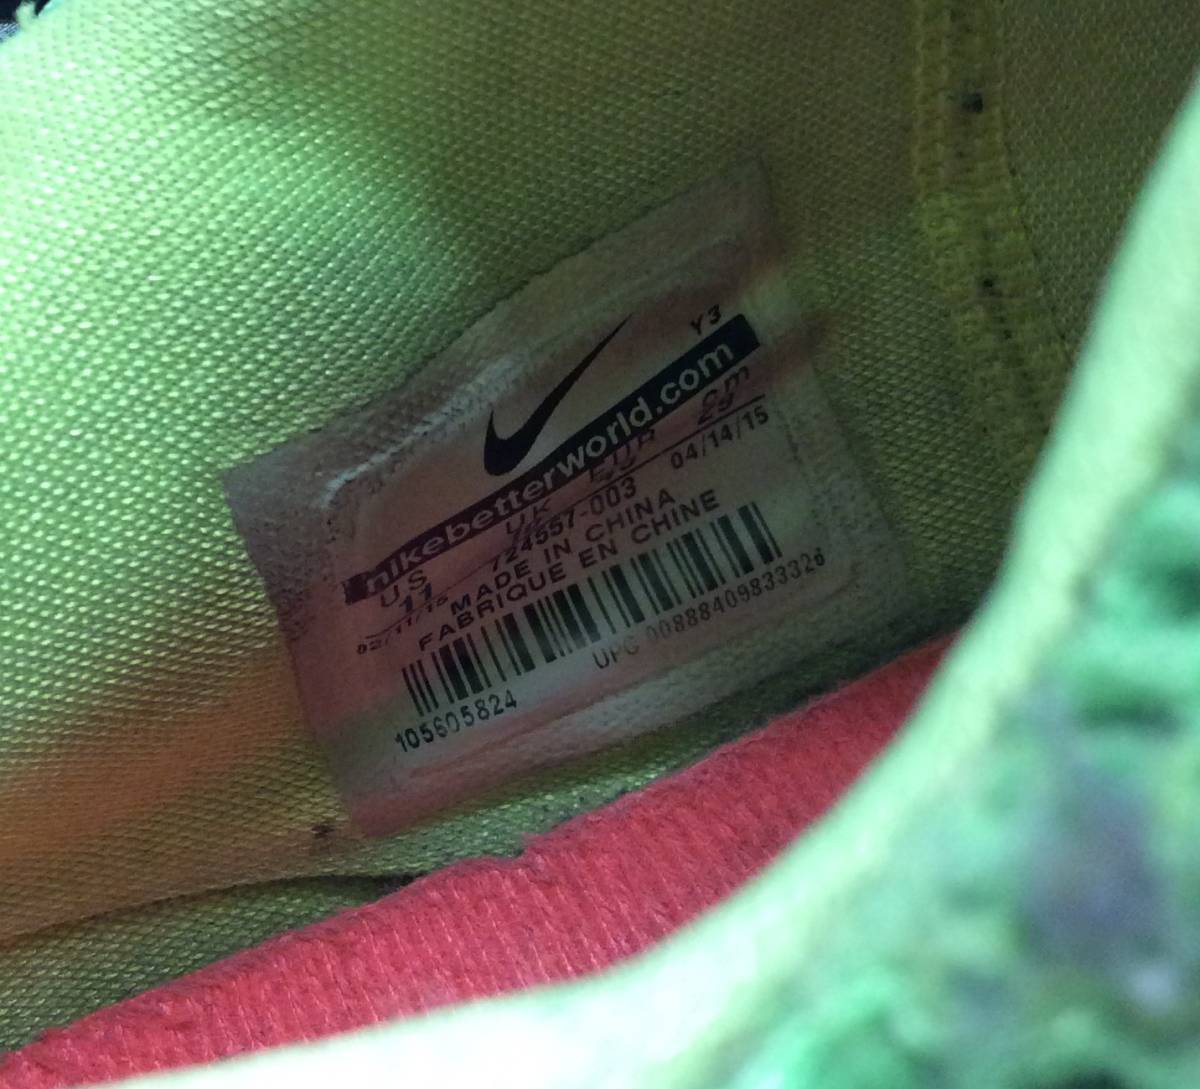 Y3
nikebetterworld.com
US UK EUR cm
11 29
04/14/15
724557-003
MADE IN CHINA
FABRIQUE EN CHINE
UPC 00888409833326
105605824